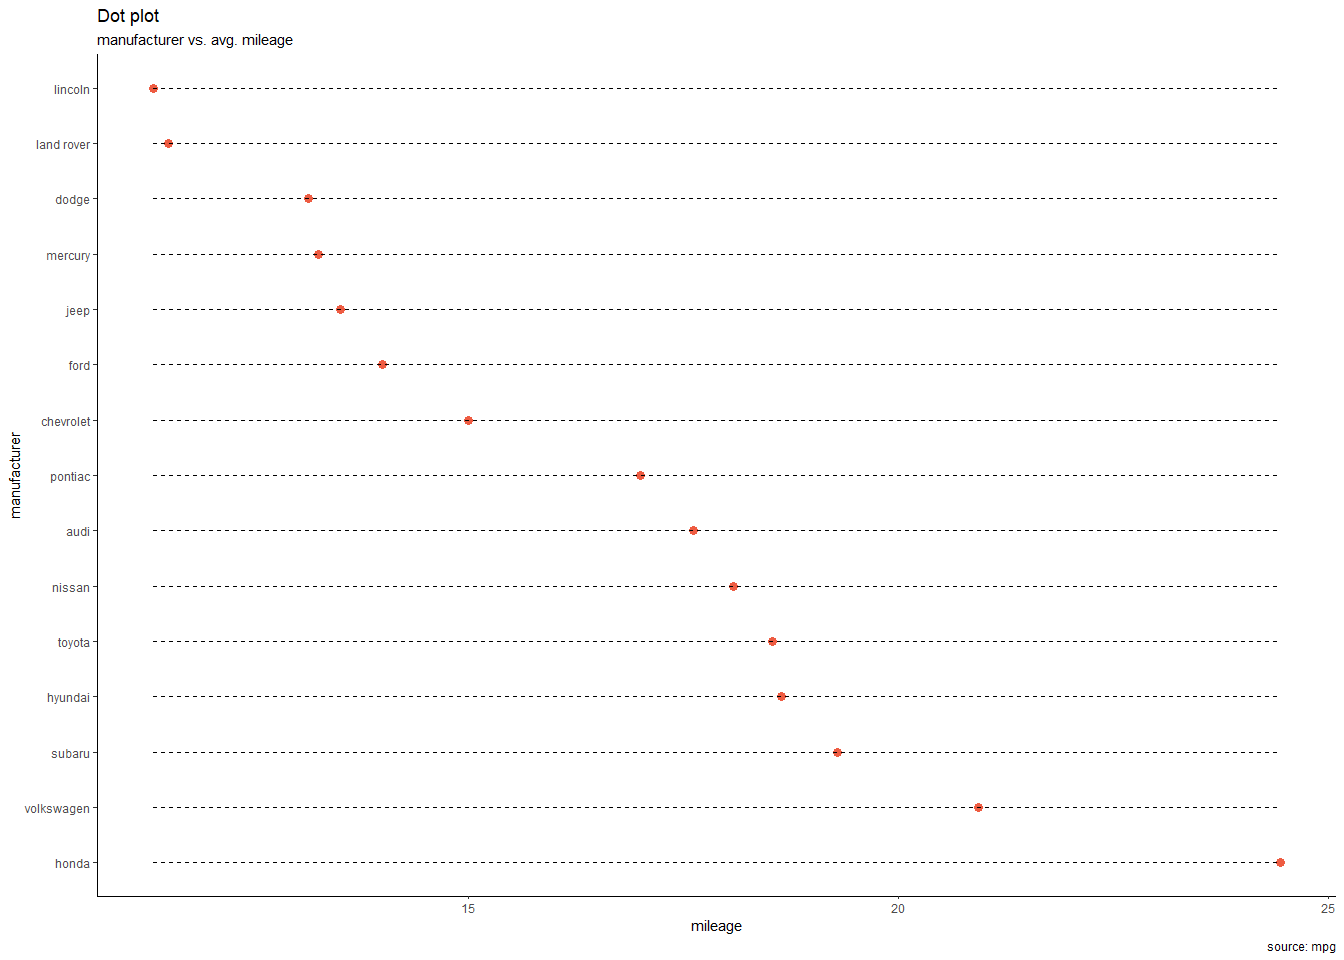 Dot plot
manufacturer vs. avg. mileage
lincoln
land rover
dodge
mercury
jeep
ford
chevrolet
pontiac
audi
nissan
toyota
hyundai
subaru
volkswagen
honda
manufacturer
15
20
25
mileage
source: mpg